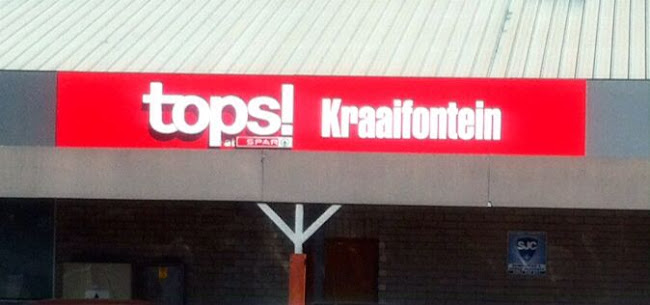 tops! Kraaifontein
at SPAR
SJC